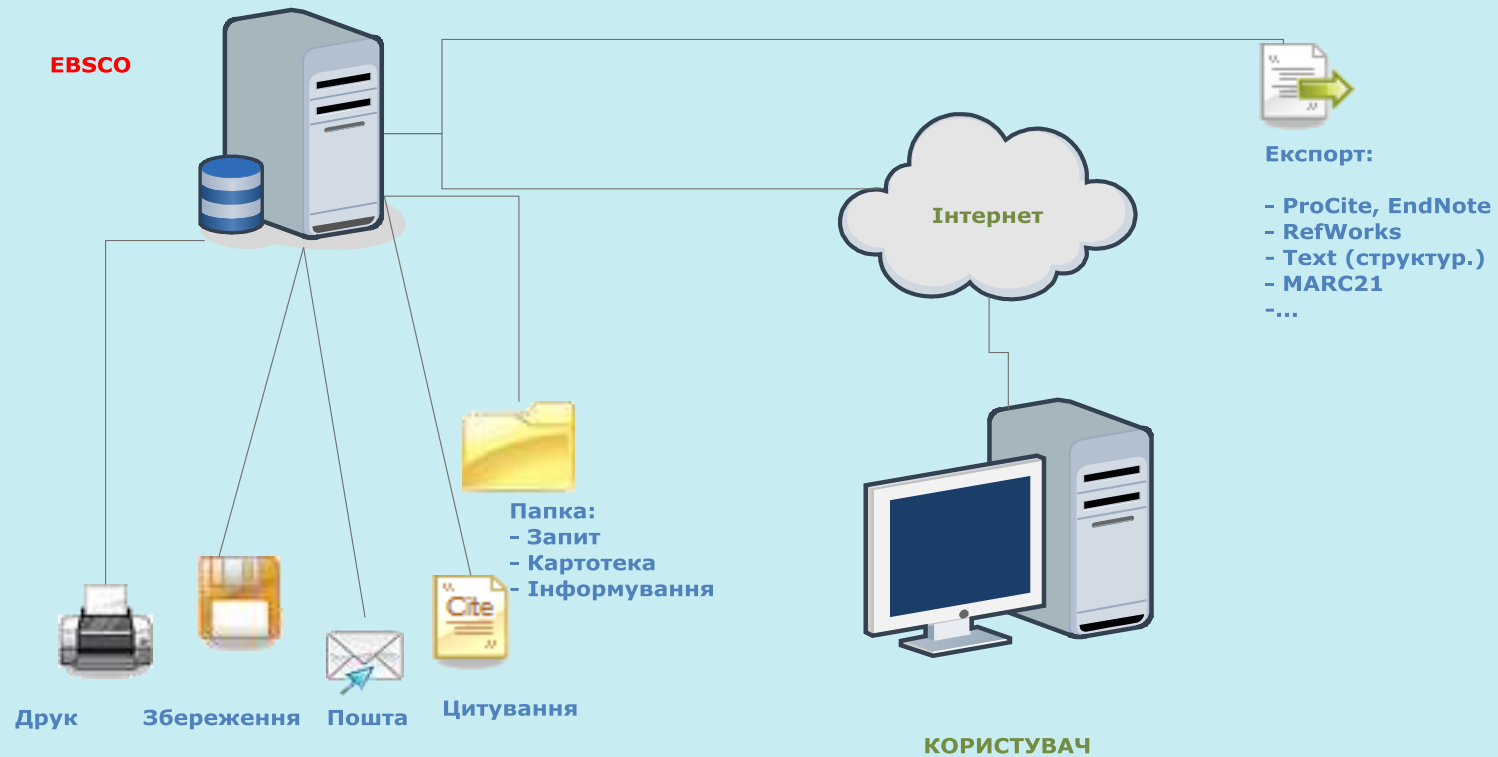 EBSCO
Експорт:
- ProCite, EndNote
- RefWorks
- Text (структур.)
- MARC21
-...
Інтернет
Папка:
- Запит
- Картотека
- Інформування
Cite
Друк
Збереження
Пошта
Цитування
КОРИСТУВАЧ